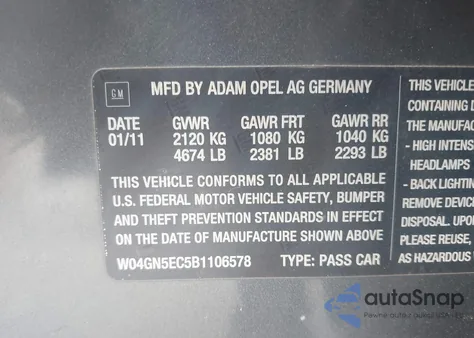 GM
MFD BY ADAM OPEL AG GERMANY
DATE GVWR GAWR FRT GAWR RR
01/11 2120 KG 1080 KG 1040 KG
4674 LB 2381 LB 2293 LB
THIS VEHICLE CONFORMS TO ALL APPLICABLE
U.S. FEDERAL MOTOR VEHICLE SAFETY, BUMPER
AND THEFT PREVENTION STANDARDS IN EFFECT
ON THE DATE OF MANUFACTURE SHOWN ABOVE
W04GN5EC5B1106578 TYPE: PASS CAR
THIS VEHICLE
CONTAINING
THE MANUFA
- HIGH INTENS
HEADLAMPS
- BACK LIGHTIN
REMOVE DEVIC
DISPOSAL. UPO
PLEASE REUSE,
AS HAZARDOUS
autoSnap